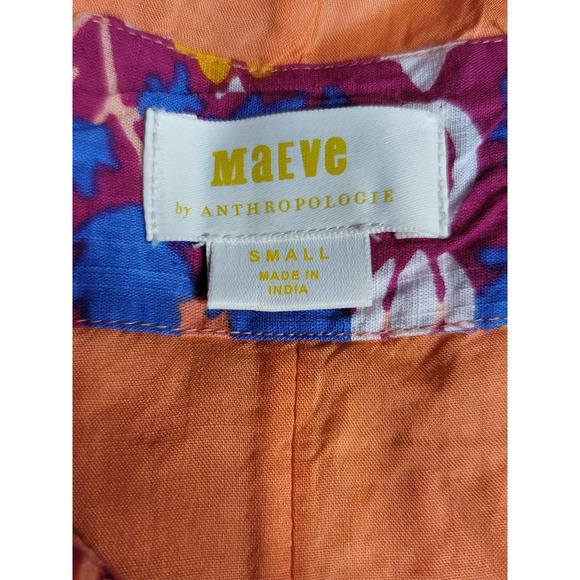 MaEve
by ANTHROPOLOGIE
SMALL
MADE IN
INDIA